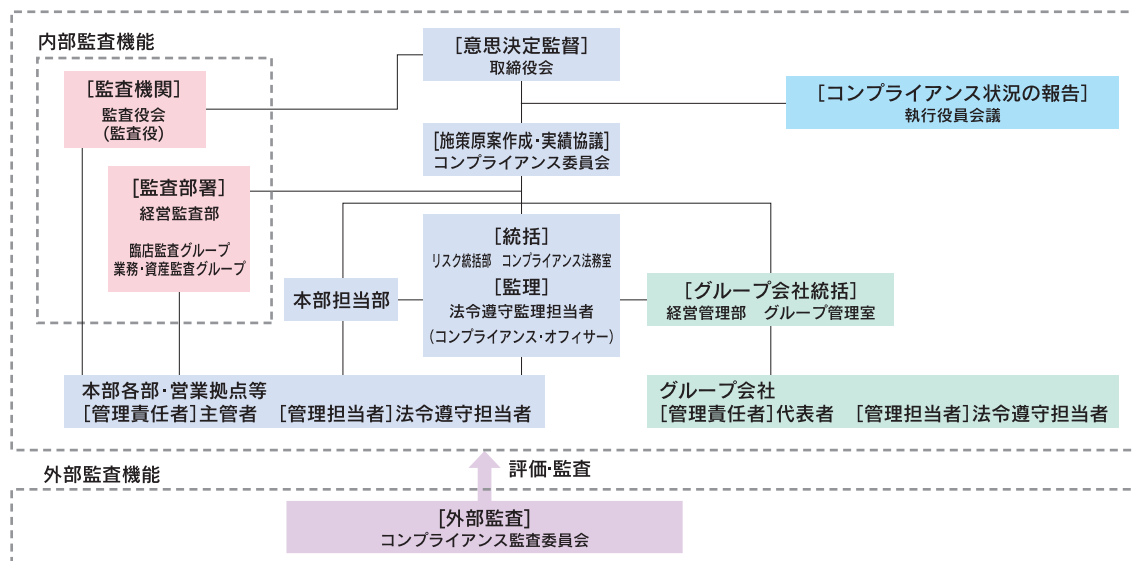 内部監査機能
[意思決定監督]
取締役会
[監査機関]
監査役会
(監査役)
[コンプライアンス状況の報告]
執行役員会議
[施策原案作成・実績協議]
コンプライアンス委員会
[監査部署]
経営監査部
臨店監査グループ
業務・資産監査グループ
[統括]
リスク統括部　コンプライアンス法務室
[監理]
法令遵守監理担当者
(コンプライアンス・オフィサー)
本部担当部
[グループ会社統括]
経営管理部　グループ管理室
本部各部・営業拠点等
[管理責任者]主管者　[管理担当者]法令遵守担当者
グループ会社
[管理責任者]代表者　[管理担当者]法令遵守担当者
外部監査機能
評価・監査
[外部監査]
コンプライアンス監査委員会